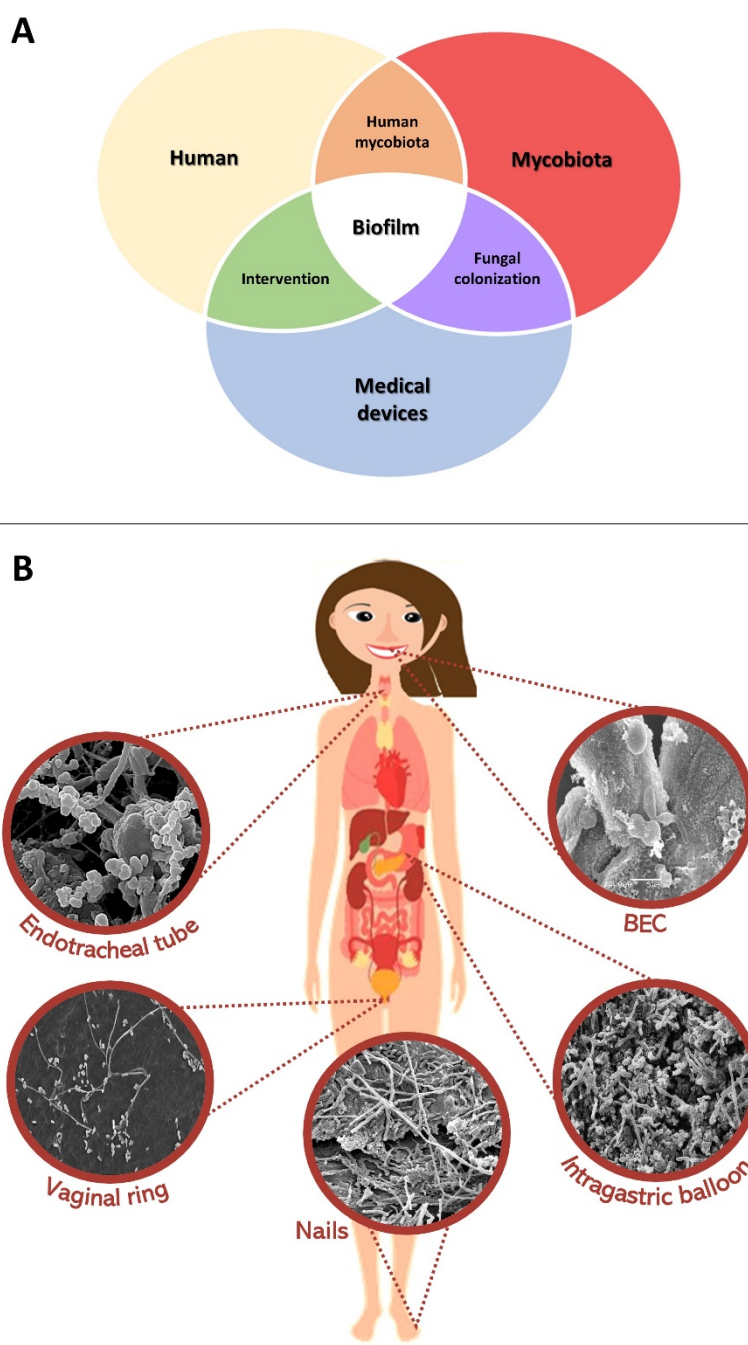 A
Human
Human
mycobiota
Mycobiota
Biofilm
Intervention
Fungal
colonization
Medical
devices
B
Endotracheal tube
BEC
Vaginal ring
Nails
Intragastric balloon